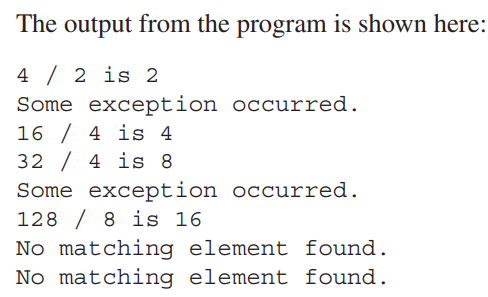 The output from the program is shown here:
4 / 2 is 2
Some exception occurred.
16 / 4 is 4
32 / 4 is 8
Some exception occurred.
128 / 8 is 16
No matching element found.
No matching element found.